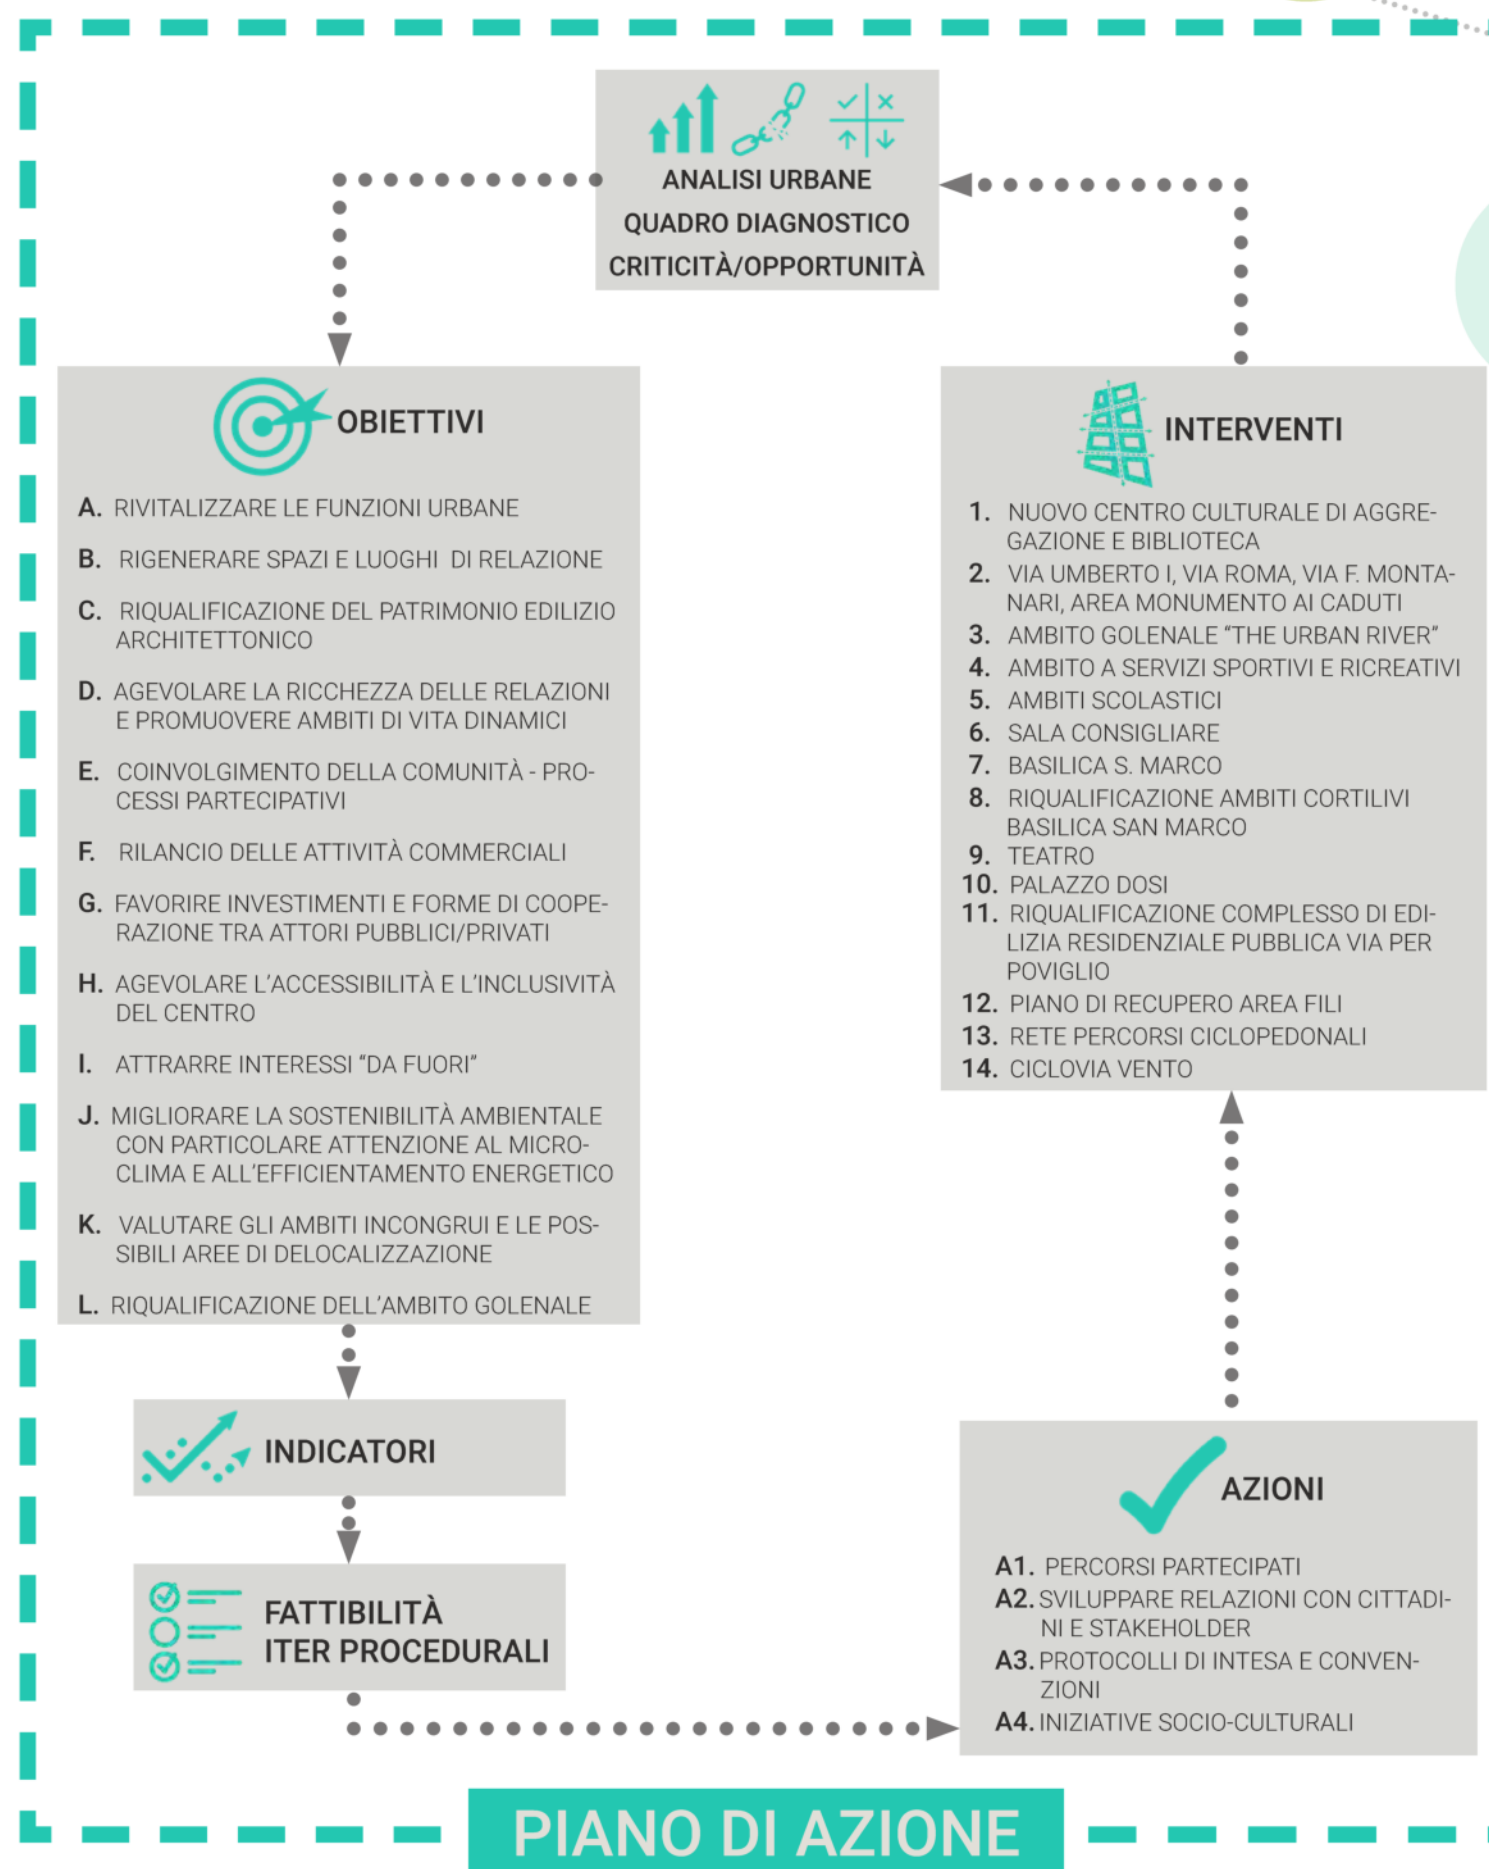 ANALISI URBANE
QUADRO DIAGNOSTICO
CRITICITÀ/OPPORTUNITÀ
OBIETTIVI
A. RIVITALIZZARE LE FUNZIONI URBANE
B. RIGENERARE SPAZI E LUOGHI DI RELAZIONE
C. RIQUALIFICAZIONE DEL PATRIMONIO EDILIZIO
ARCHITETTONICO
D. AGEVOLARE LA RICCHEZZA DELLE RELAZIONI
E PROMUOVERE AMBITI DI VITA DINAMICI
E. COINVOLGIMENTO DELLA COMUNITÀ - PRO-
CESSI PARTECIPATIVI
F. RILANCIO DELLE ATTIVITÀ COMMERCIALI
G. FAVORIRE INVESTIMENTI E FORME DI COOPE-
RAZIONE TRA ATTORI PUBBLICI/PRIVATI
H. AGEVOLARE L'ACCESSIBILITÀ E L'INCLUSIVITÀ
DEL CENTRO
I. ATTRARRE INTERESSI “DA FUORI”
J. MIGLIORARE LA SOSTENIBILITÀ AMBIENTALE
CON PARTICOLARE ATTENZIONE AL MICRO-
CLIMA E ALL'EFFICIENTAMENTO ENERGETICO
K. VALUTARE GLI AMBITI INCONGRUI E LE POS-
SIBILI AREE DI DELOCALIZZAZIONE
L. RIQUALIFICAZIONE DELL'AMBITO GOLENALE
INDICATORI
FATTIBILITÀ
ITER PROCEDURALI
INTERVENTI
1. NUOVO CENTRO CULTURALE DI AGGRE-
GAZIONE E BIBLIOTECA
2. VIA UMBERTO I, VIA ROMA, VIA F. MONTA-
NARI, AREA MONUMENTO AI CADUTI
3. AMBITO GOLENALE “THE URBAN RIVER”
4. AMBITO A SERVIZI SPORTIVI E RICREATIVI
5. AMBITI SCOLASTICI
6. SALA CONSIGLIARE
7. BASILICA S. MARCO
8. RIQUALIFICAZIONE AMBITI CORTILIVI
BASILICA SAN MARCO
9. TEATRO
10. PALAZZO DOSI
11. RIQUALIFICAZIONE COMPLESSO DI EDI-
LIZIA RESIDENZIALE PUBBLICA VIA PER
POVIGLIO
12. PIANO DI RECUPERO AREA FILI
13. RETE PERCORSI CICLOPEDONALI
14. CICLOVIA VENTO
AZIONI
A1. PERCORSI PARTECIPATI
A2. SVILUPPARE RELAZIONI CON CITTADI-
NI E STAKEHOLDER
A3. PROTOCOLLI DI INTESA E CONVEN-
ZIONI
A4. INIZIATIVE SOCIO-CULTURALI
PIANO DI AZIONE